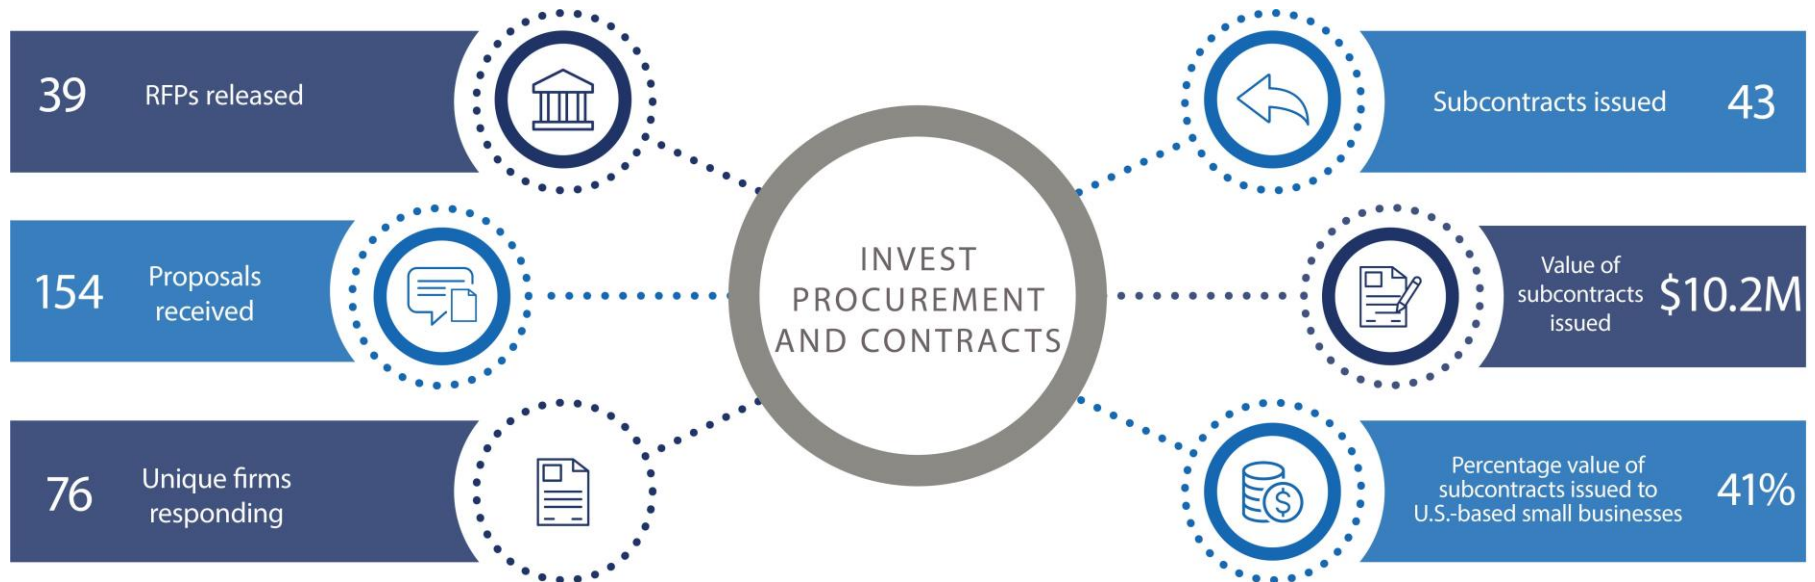 39
RFPs released
154
Proposals
received
76
Unique firms
responding
INVEST
PROCUREMENT
AND CONTRACTS
Subcontracts issued
43
Value of
subcontracts
issued
$10.2M
Percentage value of
subcontracts issued to
U.S.-based small businesses
41%
$